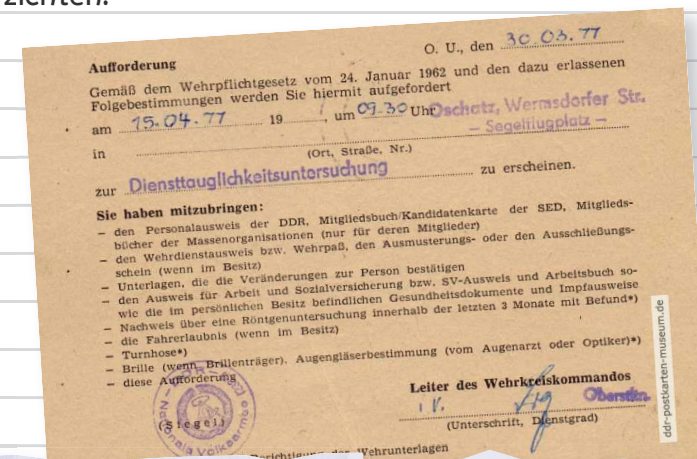 zichten.
O. U., den 30.03.77
Aufforderung
Gemäß dem Wehrpflichtgesetz vom 24. Januar 1962 und den dazu erlassenen
Folgebestimmungen werden Sie hiermit aufgefordert
am 15.04.77 19 , um 09.30 Uhr Oschatz, Wermsdorfer Str.
– Segelflugplatz –
in
(Ort, Straße, Nr.)
zur Diensttauglichkeitsuntersuchung zu erscheinen.
Sie haben mitzubringen:
– den Personalausweis der DDR, Mitgliedsbuch/Kandidatenkarte der SED, Mitglieds-
bücher der Massenorganisationen (nur für deren Mitglieder)
– den Wehrdienstausweis bzw. Wehrpaß, den Ausmusterungs- oder den Ausschließungs-
schein (wenn im Besitz)
– Unterlagen, die die Veränderungen zur Person bestätigen
– den Ausweis für Arbeit und Sozialversicherung bzw. SV-Ausweis und Arbeitsbuch so-
wie die im persönlichen Besitz befindlichen Gesundheitsdokumente und Impfausweise
– Nachweis über eine Röntgenuntersuchung innerhalb der letzten 3 Monate mit Befund*)
– die Fahrerlaubnis (wenn im Besitz)
– Turnhose*)
– Brille (wenn Brillenträger), Augengläserbestimmung (vom Augenarzt oder Optiker)*)
– diese Aufforderung
Leiter des Wehrkreiskommandos
i.V. Oberstltn.
(Siegel)
(Unterschrift, Dienstgrad)
DDR
Nationale Volksarmee
Berichtigung der Wehrunterlagen
ddr-postkarten-museum.de